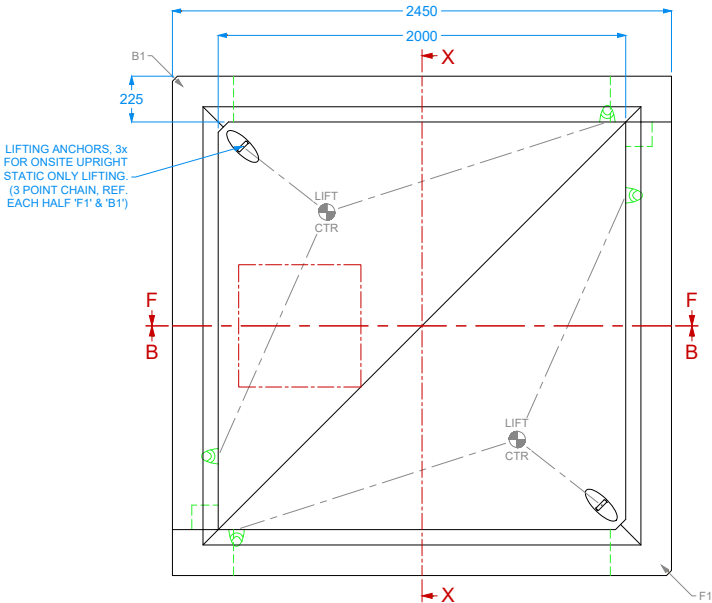 2450
2000
X
B1
225
LIFTING ANCHORS, 3x
FOR ONSITE UPRIGHT
STATIC ONLY LIFTING.
(3 POINT CHAIN, REF.
EACH HALF 'F1' & 'B1')
LIFT
CTR
F
B
F
B
LIFT
CTR
X
F1